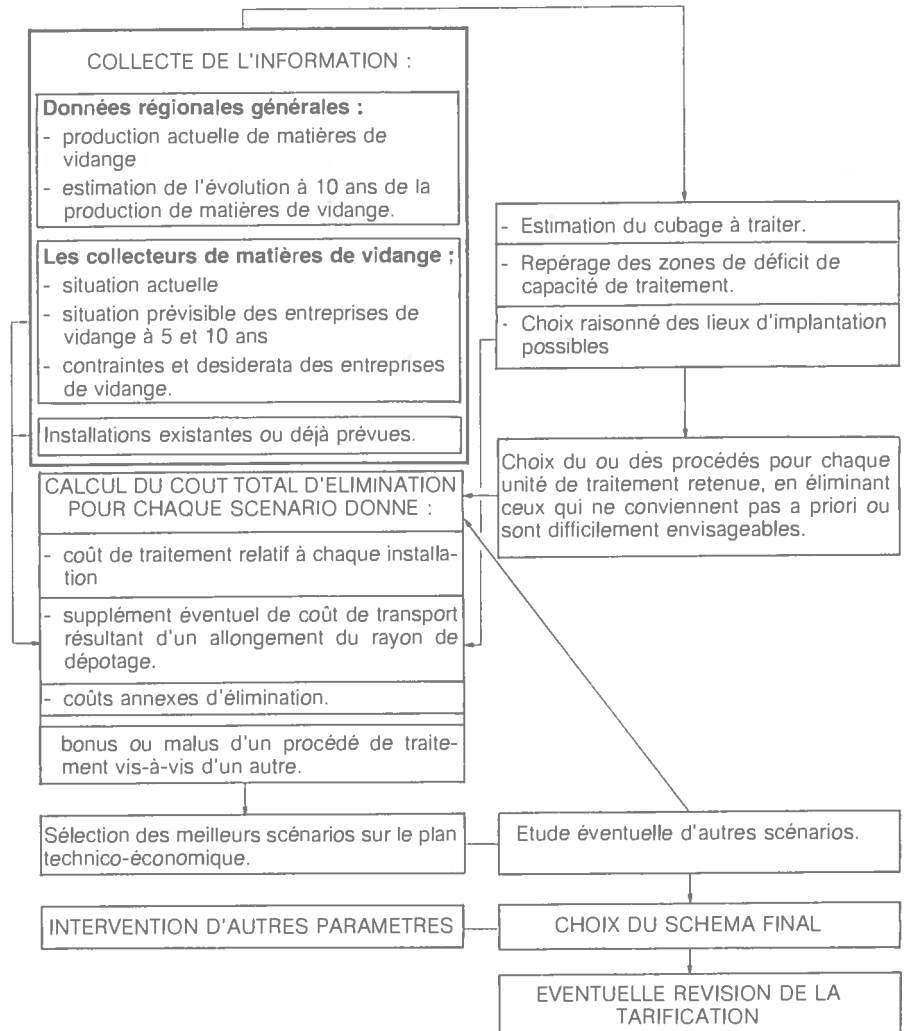 COLLECTE DE L'INFORMATION :
Données régionales générales :
- production actuelle de matières de
vidange
- estimation de l'évolution à 10 ans de la
production de matières de vidange.
Les collecteurs de matières de vidange :
- situation actuelle
- situation prévisible des entreprises de
vidange à 5 et 10 ans
- contraintes et desiderata des entreprises
de vidange.
Installations existantes ou déjà prévues.
- Estimation du cubage à traiter.
- Repérage des zones de déficit de
capacité de traitement.
- Choix raisonné des lieux d'implantation
possibles
Choix du ou des procédés pour chaque
unité de traitement retenue, en éliminant
ceux qui ne conviennent pas a priori ou
sont difficilement envisageables.
CALCUL DU COUT TOTAL D'ELIMINATION
POUR CHAQUE SCENARIO DONNE :
- coût de traitement relatif à chaque installa-
tion
- supplément éventuel de coût de transport
résultant d'un allongement du rayon de
dépotage.
- coûts annexes d'élimination.
bonus ou malus d'un procédé de traite-
ment vis-à-vis d'un autre.
Sélection des meilleurs scénarios sur le plan
technico-économique.
Etude éventuelle d'autres scénarios.
INTERVENTION D'AUTRES PARAMETRES
CHOIX DU SCHEMA FINAL
EVENTUELLE REVISION DE LA
TARIFICATION